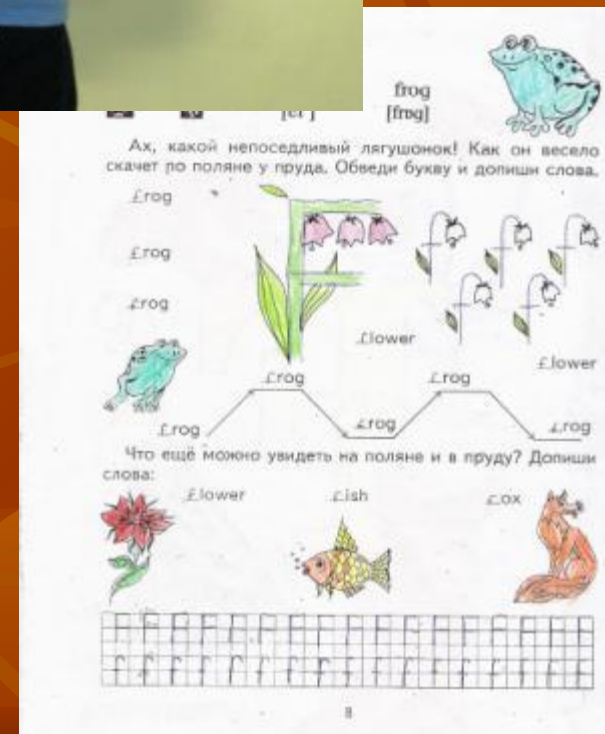 frog
[frɒg]
Ах, какой непоседливый лягушонок! Как он весело
скачет по поляне у пруда. Обведи букву и допиши слова.
frog
frog
frog
F f f f f f
flower
flower
frog frog
frog frog frog
Что ещё можно увидеть на поляне и в пруду? Допиши
слова:
flower fish fox
F F F F F F F F F F F F F F F F F
f f f f f f f f f f f f f f f f f
8